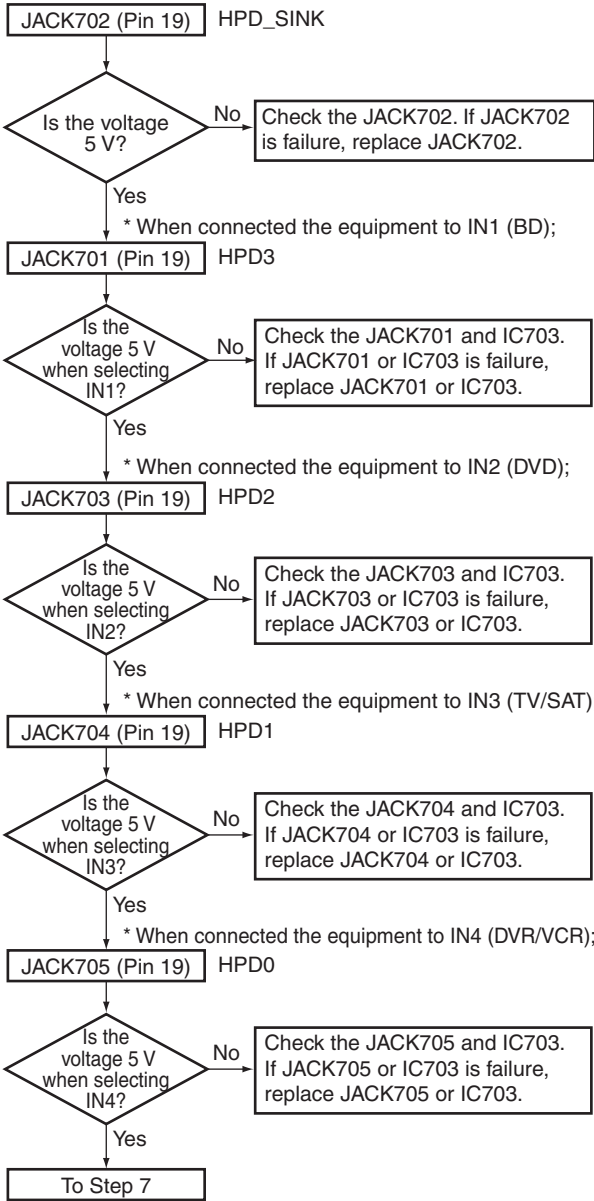 JACK702 (Pin 19) HPD_SINK
Is the voltage
5 V?
No
Check the JACK702. If JACK702
is failure, replace JACK702.
Yes
* When connected the equipment to IN1 (BD);
JACK701 (Pin 19) HPD3
Is the
voltage 5 V
when selecting
IN1?
No
Check the JACK701 and IC703.
If JACK701 or IC703 is failure,
replace JACK701 or IC703.
Yes
* When connected the equipment to IN2 (DVD);
JACK703 (Pin 19) HPD2
Is the
voltage 5 V
when selecting
IN2?
No
Check the JACK703 and IC703.
If JACK703 or IC703 is failure,
replace JACK703 or IC703.
Yes
* When connected the equipment to IN3 (TV/SAT)
JACK704 (Pin 19) HPD1
Is the
voltage 5 V
when selecting
IN3?
No
Check the JACK704 and IC703.
If JACK704 or IC703 is failure,
replace JACK704 or IC703.
Yes
* When connected the equipment to IN4 (DVR/VCR);
JACK705 (Pin 19) HPD0
Is the
voltage 5 V
when selecting
IN4?
No
Check the JACK705 and IC703.
If JACK705 or IC703 is failure,
replace JACK705 or IC703.
Yes
To Step 7